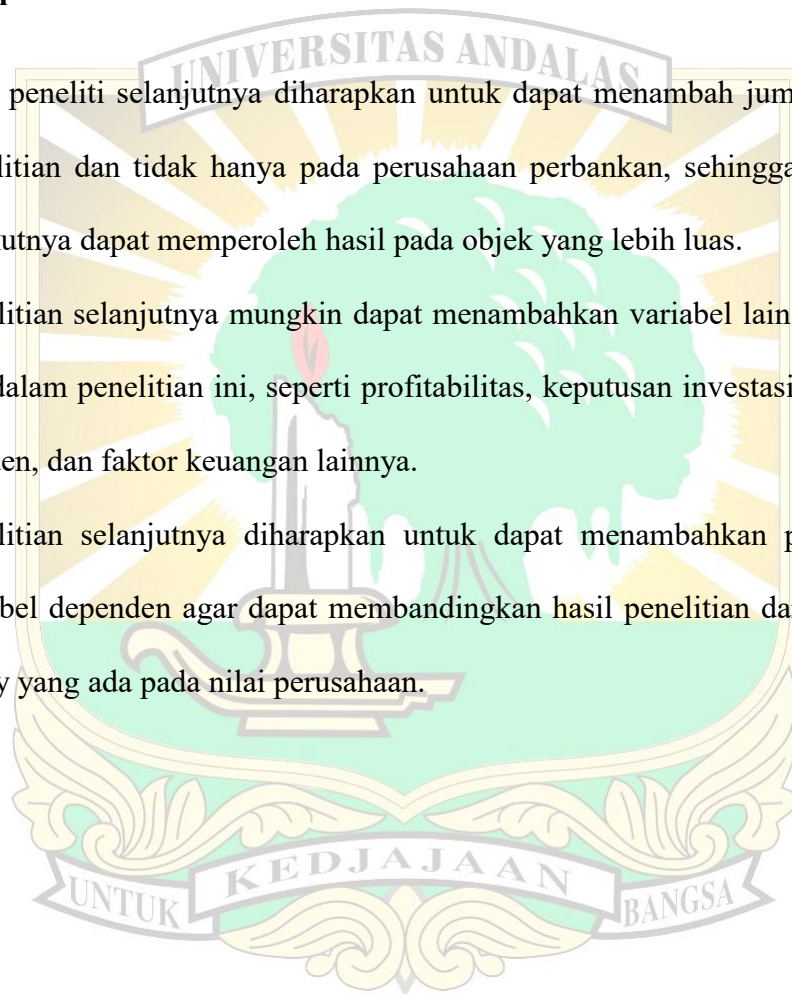 UNIVERSITAS ANDALAS
peneliti selanjutnya diharapkan untuk dapat menambah jum
litian dan tidak hanya pada perusahaan perbankan, sehingga
utnya dapat memperoleh hasil pada objek yang lebih luas.
litian selanjutnya mungkin dapat menambahkan variabel lain
dalam penelitian ini, seperti profitabilitas, keputusan investasi
en, dan faktor keuangan lainnya.
litian selanjutnya diharapkan untuk dapat menambahkan p
bel dependen agar dapat membandingkan hasil penelitian da
y yang ada pada nilai perusahaan.
UNTUK KEDJAJAAN BANGSA